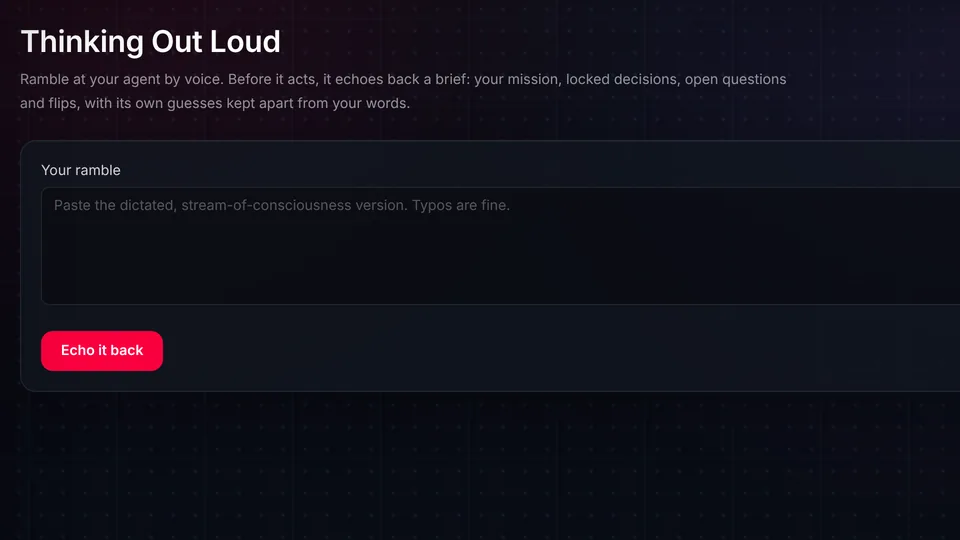 Thinking Out Loud
Ramble at your agent by voice. Before it acts, it echoes back a brief: your mission, locked decisions, open questions
and flips, with its own guesses kept apart from your words.
Your ramble
Paste the dictated, stream-of-consciousness version. Typos are fine.
Echo it back